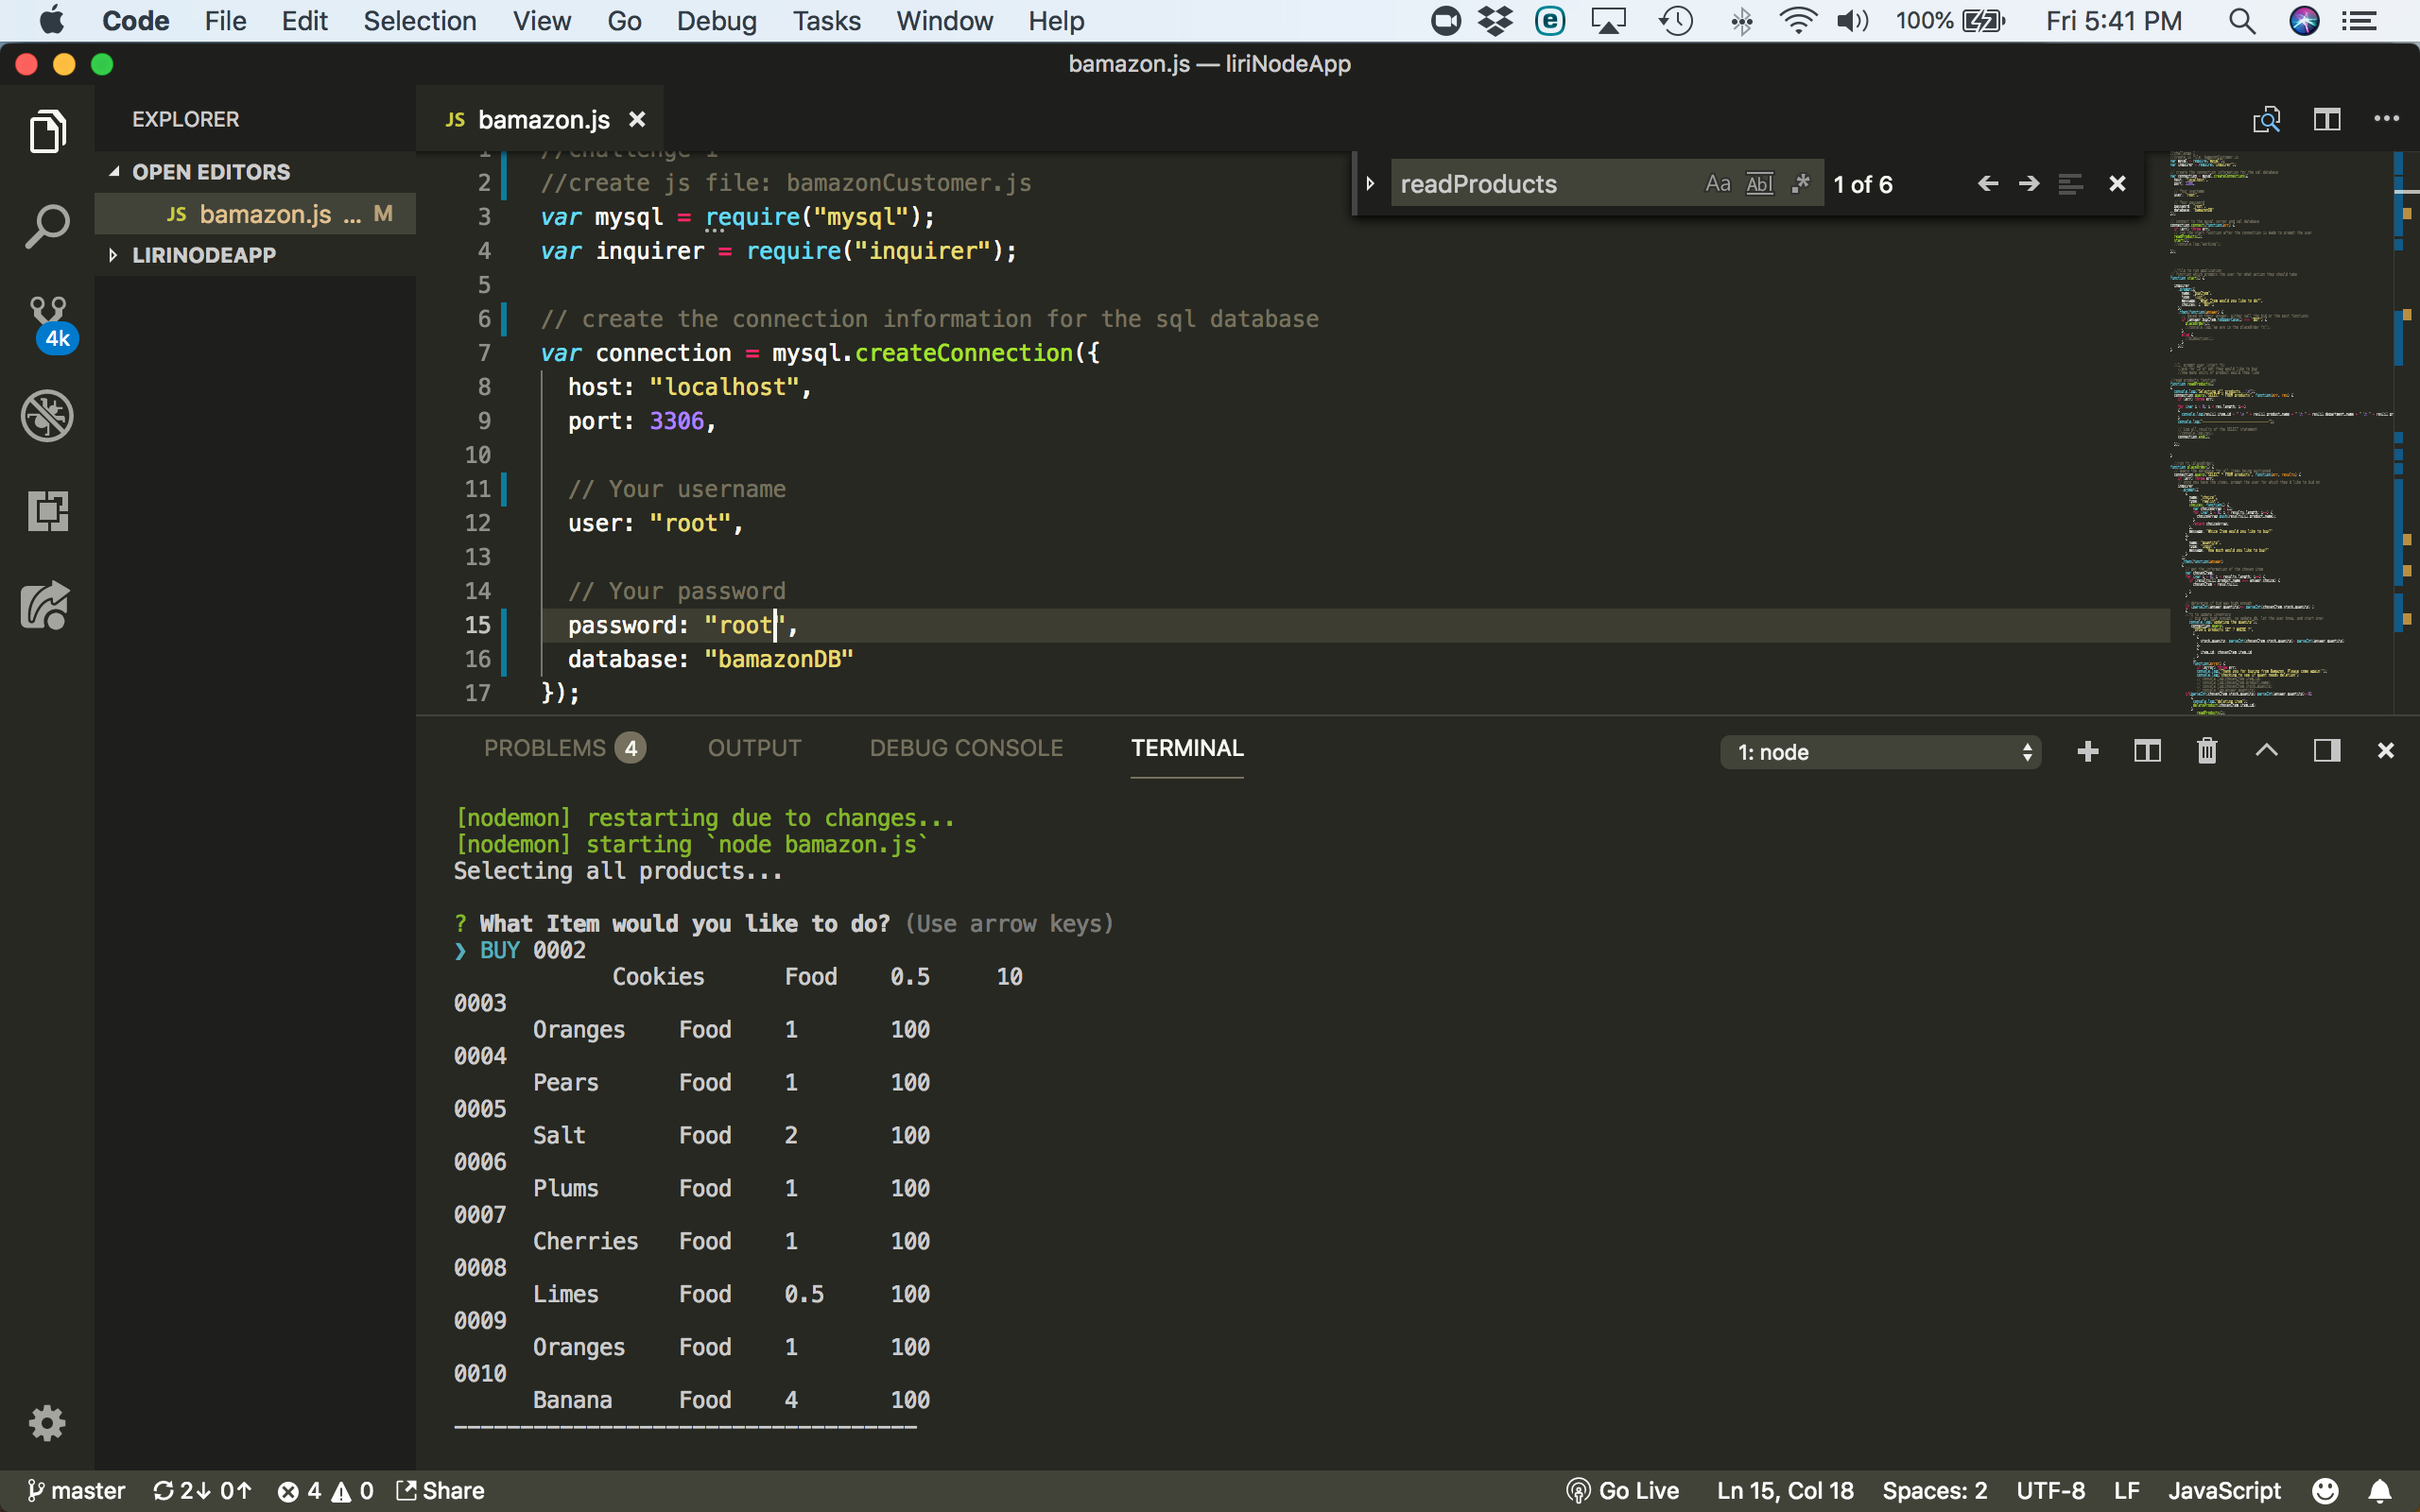 Code File Edit Selection View Go Debug Tasks Window Help 100% Fri 5:41 PM
bamazon.js — liriNodeApp
EXPLORER
OPEN EDITORS
JS bamazon.js ... M
LIRINODEAPP
4k
JS bamazon.js
readProducts Aa Abl .* 1 of 6
1 //challenge 1
2 //create js file: bamazonCustomer.js
3 var mysql = require("mysql");
4 var inquirer = require("inquirer");
5
6 // create the connection information for the sql database
7 var connection = mysql.createConnection({
8 host: "localhost",
9 port: 3306,
10
11 // Your username
12 user: "root",
13
14 // Your password
15 password: "root",
16 database: "bamazonDB"
17 });
PROBLEMS 4 OUTPUT DEBUG CONSOLE TERMINAL 1: node
[nodemon] restarting due to changes...
[nodemon] starting `node bamazon.js`
Selecting all products...
? What Item would you like to do? (Use arrow keys)
❯ BUY 0002
Cookies Food 0.5 10
0003
Oranges Food 1 100
0004
Pears Food 1 100
0005
Salt Food 2 100
0006
Plums Food 1 100
0007
Cherries Food 1 100
0008
Limes Food 0.5 100
0009
Oranges Food 1 100
0010
Banana Food 4 100
-----------------------------------
master 2↓ 0↑ 4 0 Share Go Live Ln 15, Col 18 Spaces: 2 UTF-8 LF JavaScript